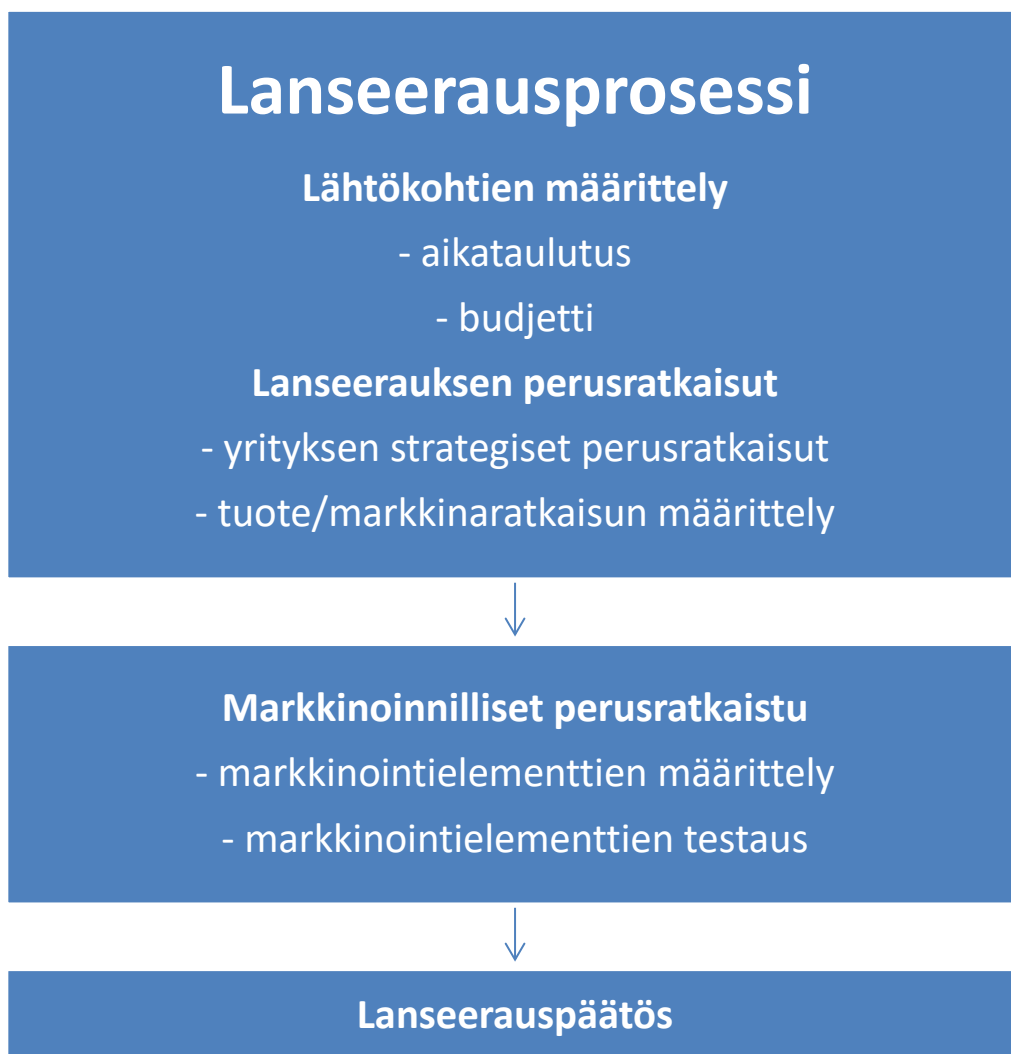 Lanseerausprosessi
Lähtökohtien määrittely
- aikataulutus
- budjetti
Lanseerauksen perusratkaisut
- yrityksen strategiset perusratkaisut
- tuote/markkinaratkaisun määrittely
Markkinoinnilliset perusratkaistu
- markkinointielementtien määrittely
- markkinointielementtien testaus
Lanseerauspäätös